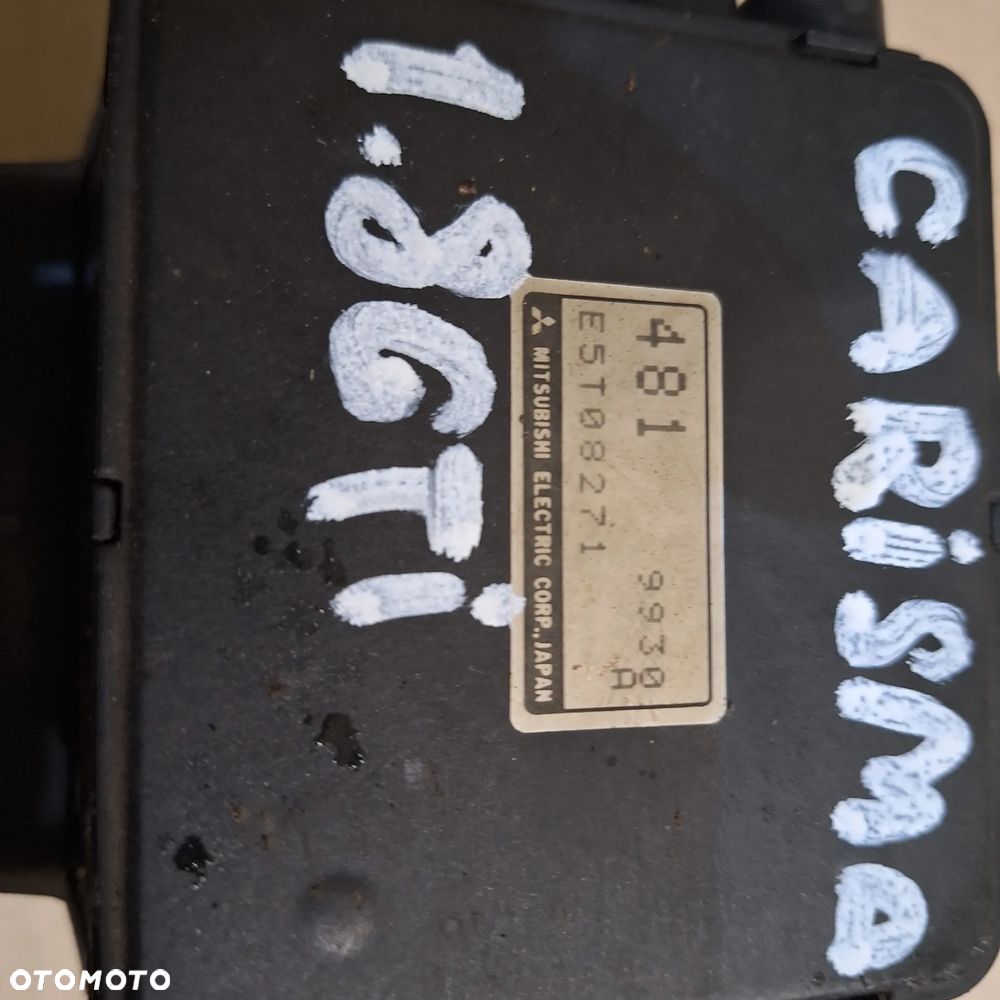 CARiSMa
481 9930
A
E5T08271
MITSUBISHI ELECTRIC CORP., JAPAN
1.8GTi
OTOMOTO